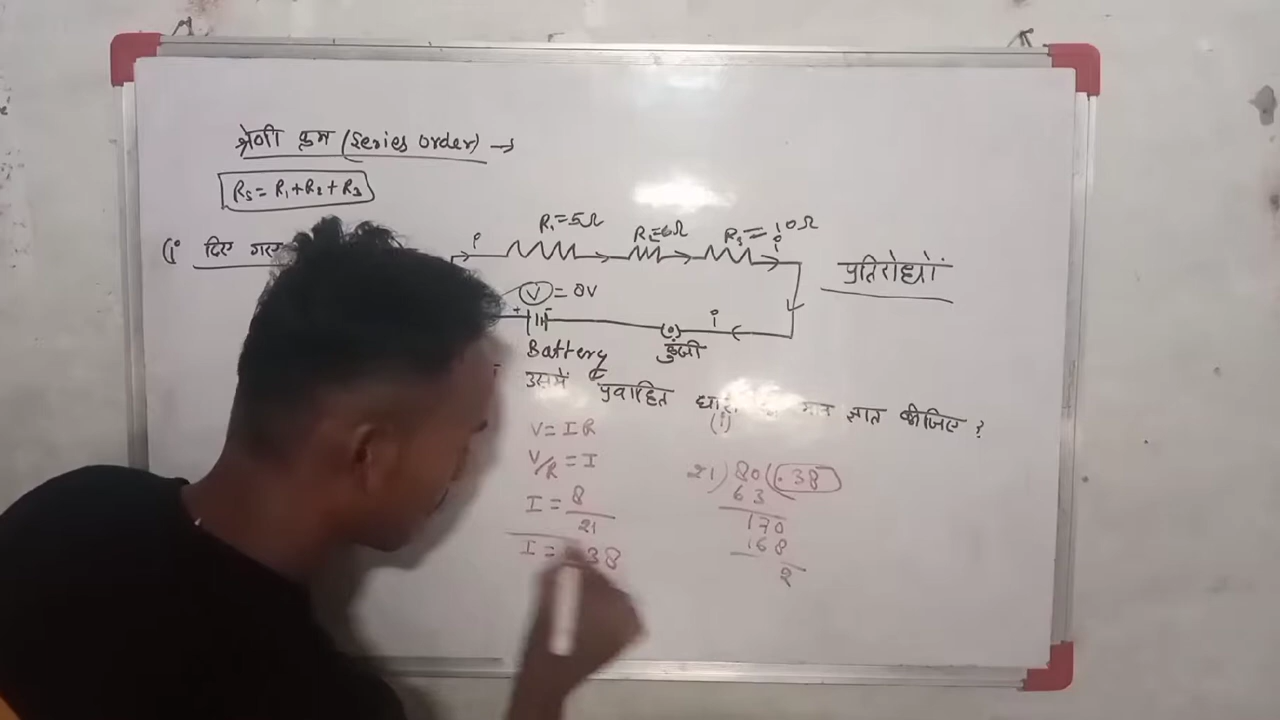 श्रेणी क्रम (Series order) →
Rs = R₁ + R₂ + R₃
(i दिए गए
R₁=5Ω R₂=6Ω R₃=10Ω
i
प्रतिरोधों
V = 8V
+ -
i
Battery कुंजी
उसमें प्रवाहित ज्ञात कीजिए ?
(i)
V = IR
V/R = I
I = 8/21
I = 38
21) 80 (.38
63
170
168
2